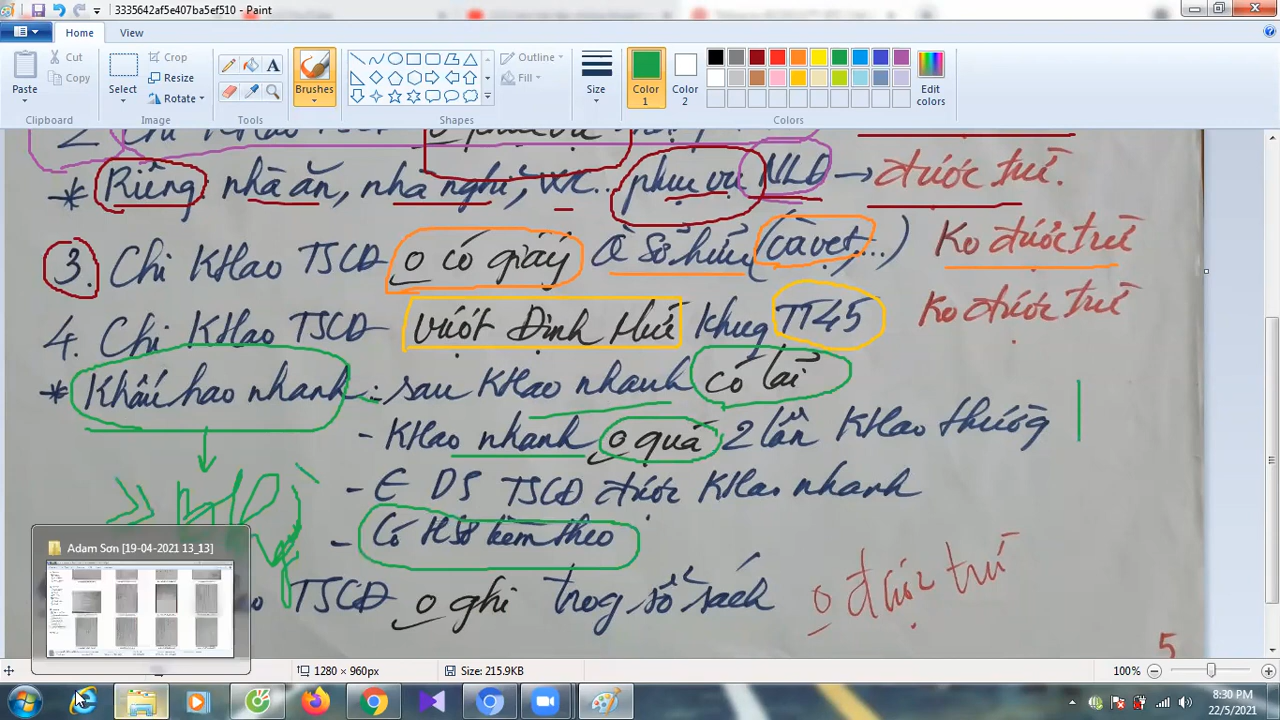 3335642af5e407ba5ef510 - Paint
Home View
Paste
Cut
Copy
Clipboard
Select
Crop
Resize
Rotate
Image
Tools
Brushes
Outline
Fill
Shapes
Size
Color 1
Color 2
Edit colors
Colors
* Riêng nhà ăn, nhà nghỉ, WC... phục vụ NLĐ → được trừ.
3. Chi KHao TSCĐ o có giấy Q Sở hữu (càvet...) Ko được trừ
4. Chi KHao TSCĐ vượt Định Mức khug TT45 Ko được trừ
* Khấu hao nhanh: sau KHao nhanh có lãi
- KHao nhanh o quá 2 lần KHao thường
- E DS TSCĐ được KHao nhanh
- Có HSơ kèm theo
TSCĐ o ghi trog sổ sách o được trừ
5
Adam Sơn [19-04-2021 13_13]
1280 × 960px
Size: 215.9KB
100%
8:30 PM
22/5/2021